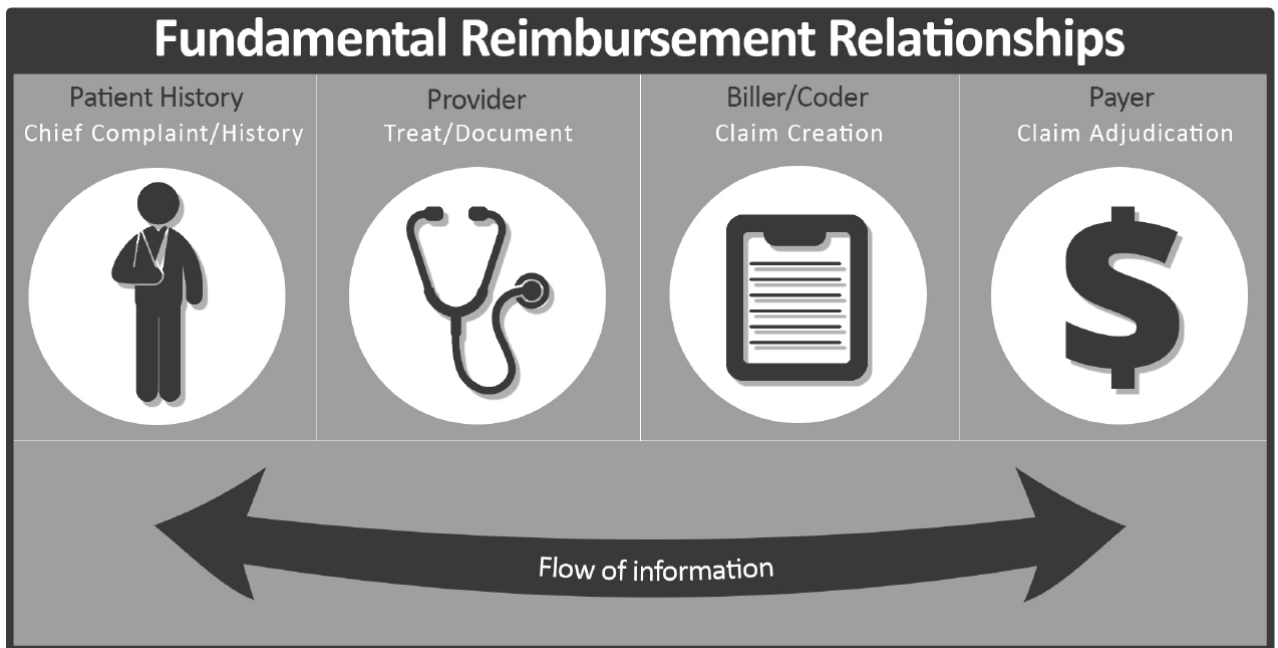 Fundamental Reimbursement Relationships
Patient History
Chief Complaint/History
Provider
Treat/Document
Biller/Coder
Claim Creation
Payer
Claim Adjudication
$
Flow of information